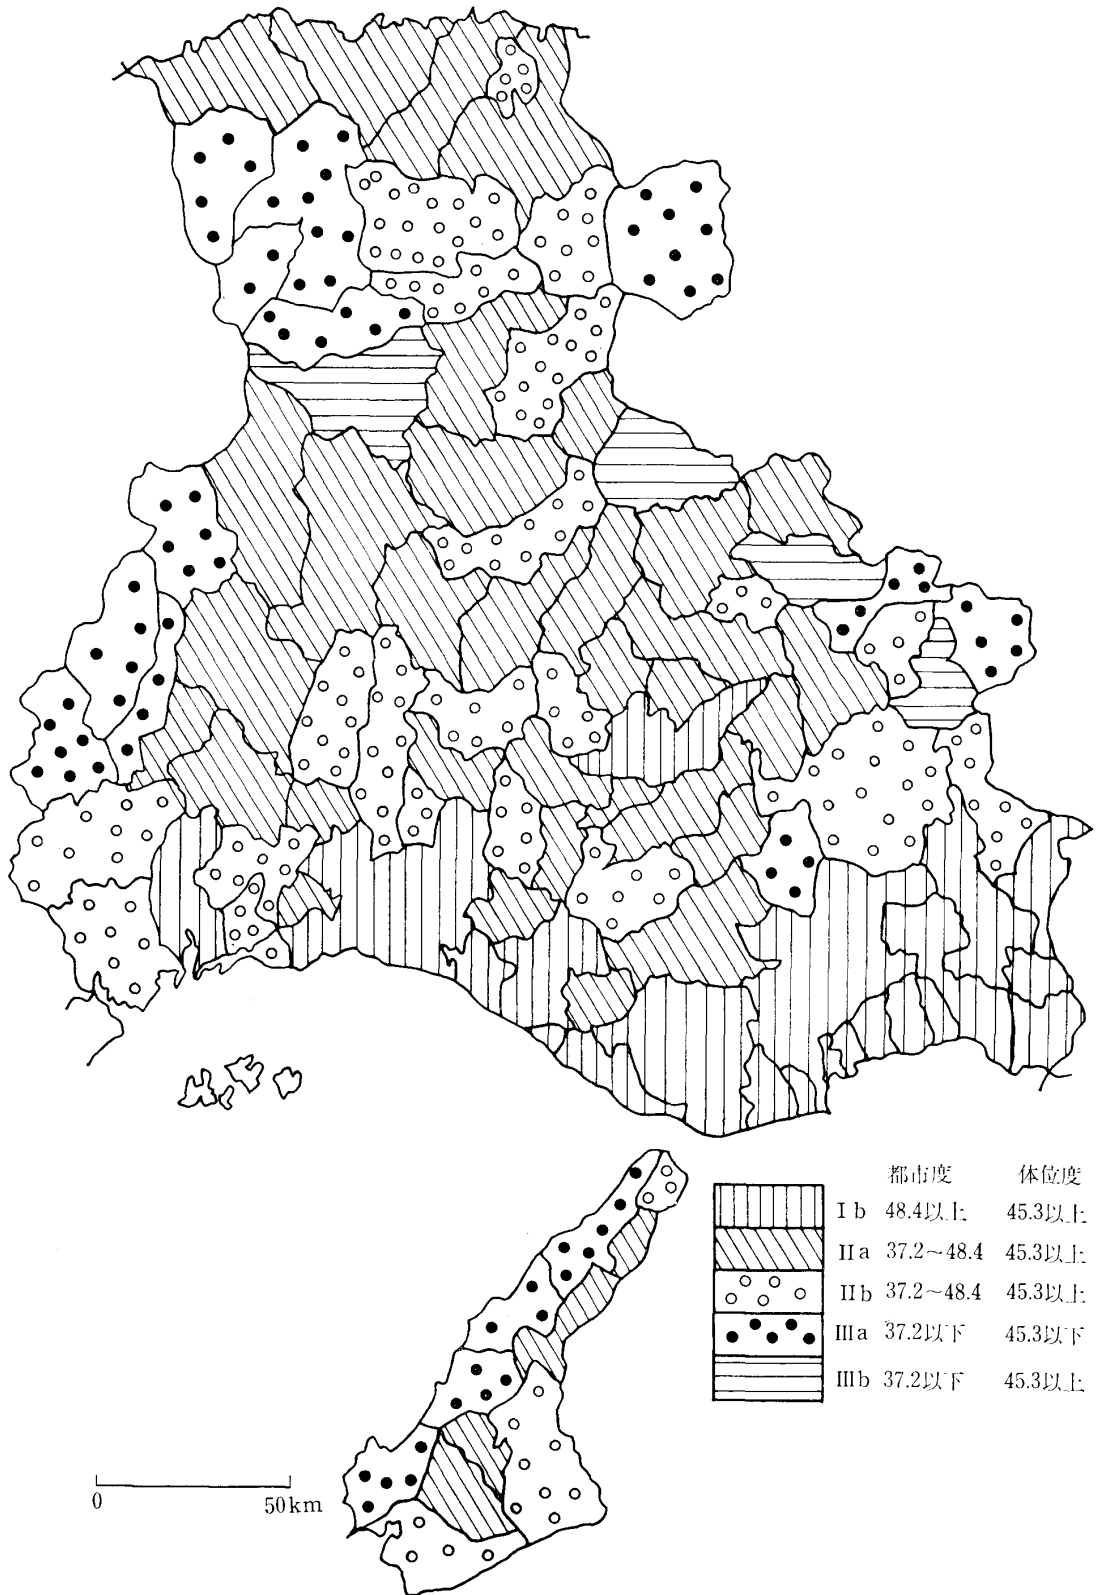 都市度 体位度
Ⅰb 48.4以上 45.3以上
Ⅱa 37.2～48.4 45.3以上
Ⅱb 37.2～48.4 45.3以上
Ⅲa 37.2以下 45.3以下
Ⅲb 37.2以下 45.3以上
0 50km